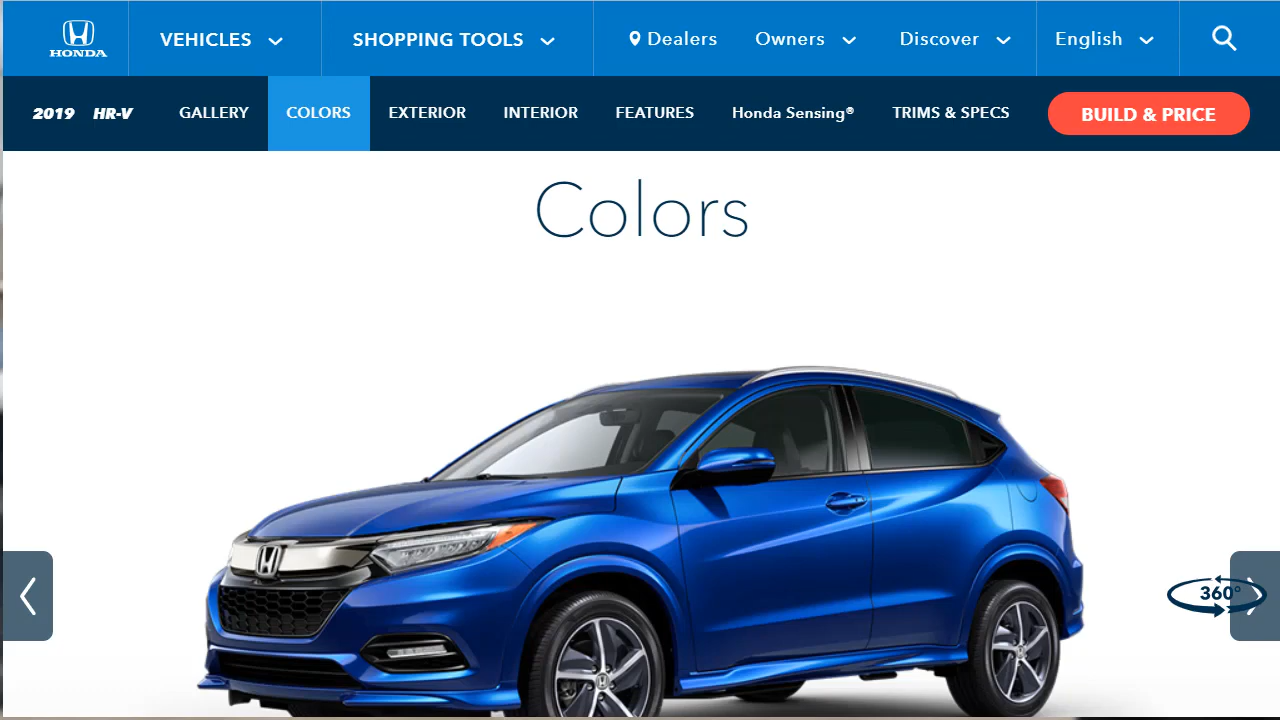 HONDA
VEHICLES
SHOPPING TOOLS
Dealers
Owners
Discover
English
2019 HR-V
GALLERY
COLORS
EXTERIOR
INTERIOR
FEATURES
Honda Sensing®
TRIMS & SPECS
BUILD & PRICE
Colors
360°